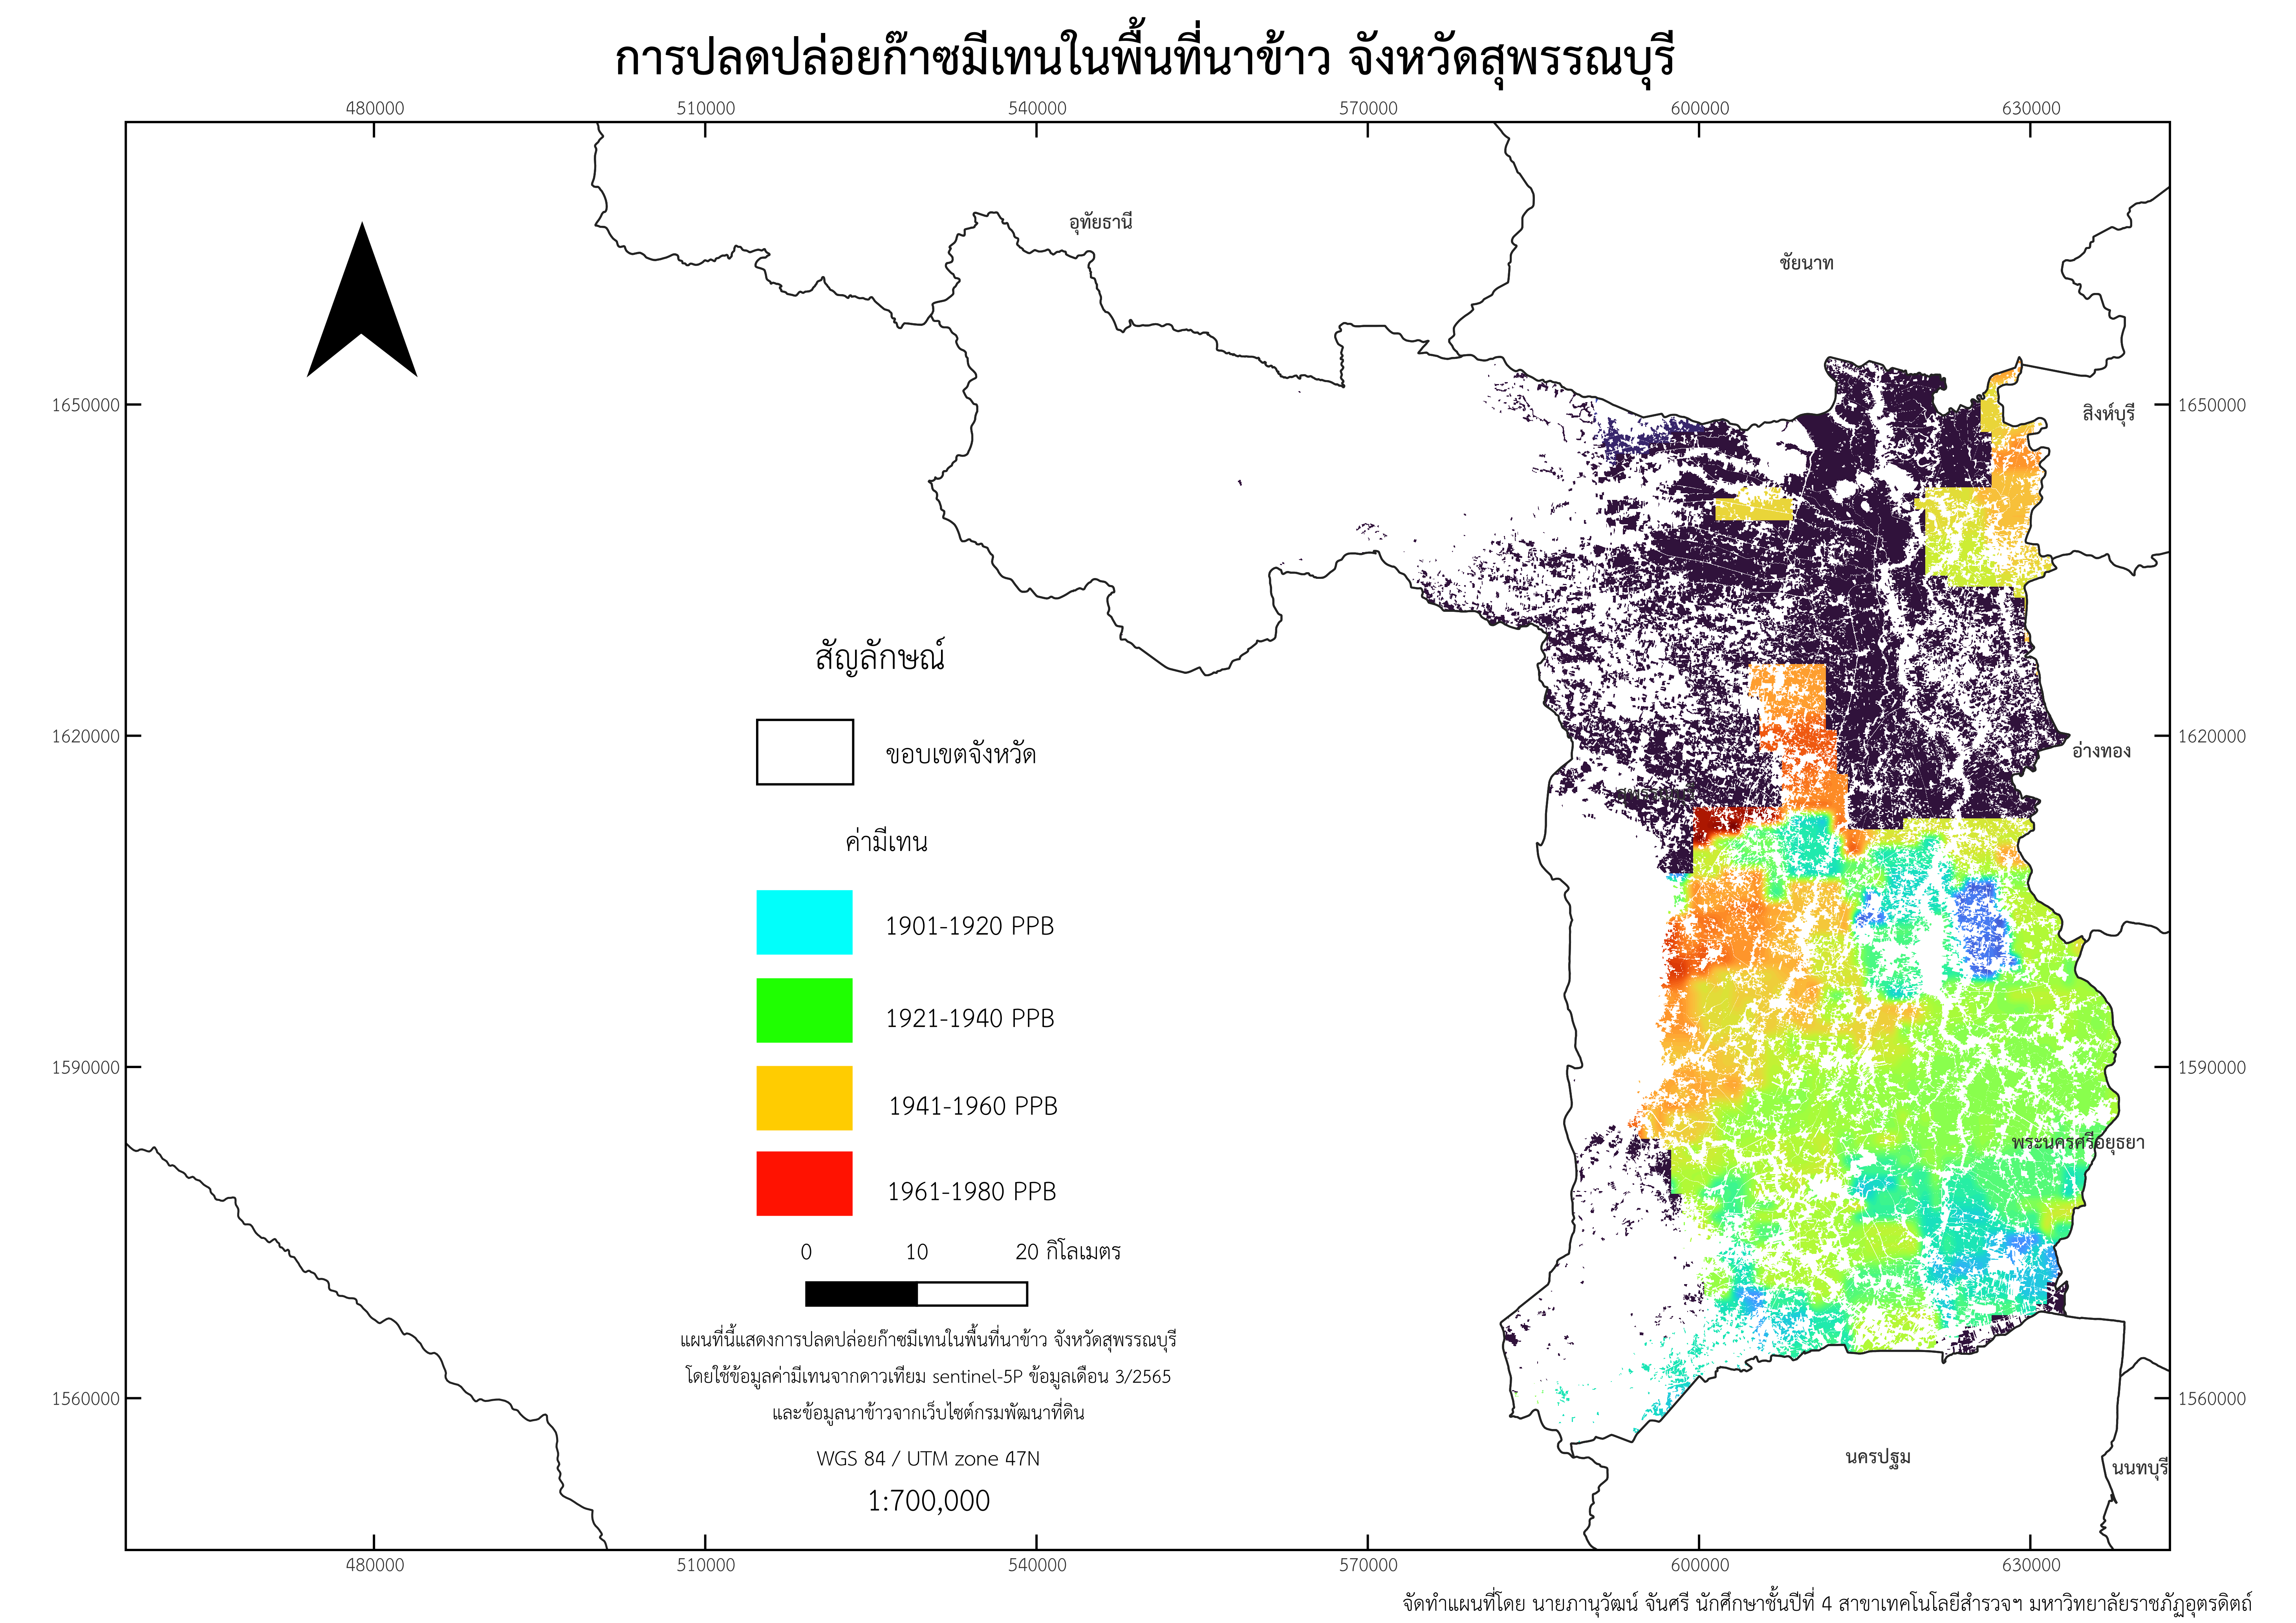 การปลดปล่อยก๊าซมีเทนในพื้นที่นาข้าว จังหวัดสุพรรณบุรี
480000 510000 540000 570000 600000 630000
อุทัยธานี
ชัยนาท
1650000 1650000
สิงห์บุรี
สัญลักษณ์
ขอบเขตจังหวัด
1620000 1620000
อ่างทอง
ค่ามีเทน
1901-1920 PPB
1921-1940 PPB
1941-1960 PPB
1961-1980 PPB
1590000 1590000
พระนครศรีอยุธยา
0 10 20 กิโลเมตร
แผนที่นี้แสดงการปลดปล่อยก๊าซมีเทนในพื้นที่นาข้าว จังหวัดสุพรรณบุรี
โดยใช้ข้อมูลค่ามีเทนจากดาวเทียม sentinel-5P ข้อมูลเดือน 3/2565
และข้อมูลนาข้าวจากเว็บไซต์กรมพัฒนาที่ดิน
1560000 1560000
WGS 84 / UTM zone 47N
1:700,000
นครปฐม
นนทบุรี
480000 510000 540000 570000 600000 630000
จัดทำแผนที่โดย นายภานุวัฒน์ จันศรี นักศึกษาชั้นปีที่ 4 สาขาเทคโนโลยีสำรวจฯ มหาวิทยาลัยราชภัฏอุตรดิตถ์